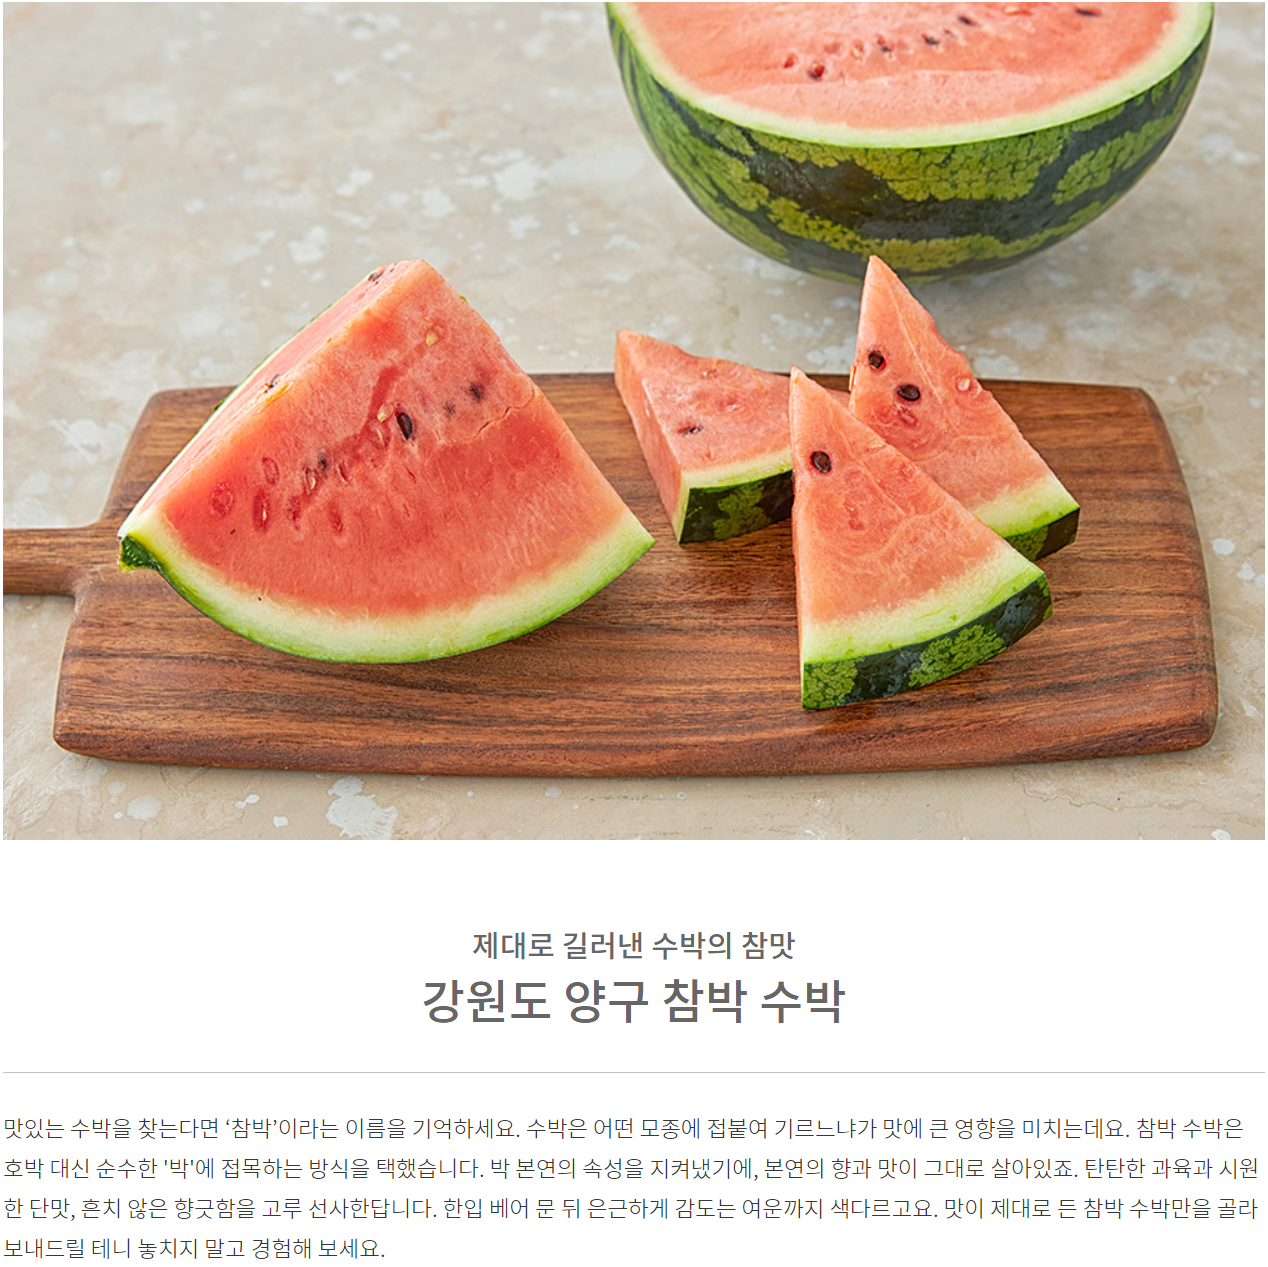 제대로 길러낸 수박의 참맛
강원도 양구 참박 수박
맛있는 수박을 찾는다면 ‘참박’이라는 이름을 기억하세요. 수박은 어떤 모종에 접붙여 기르느냐가 맛에 큰 영향을 미치는데요. 참박 수박은
호박 대신 순수한 '박'에 접목하는 방식을 택했습니다. 박 본연의 속성을 지켜냈기에, 본연의 향과 맛이 그대로 살아있죠. 탄탄한 과육과 시원
한 단맛, 흔치 않은 향긋함을 고루 선사한답니다. 한입 베어 문 뒤 은근하게 감도는 여운까지 색다르고요. 맛이 제대로 든 참박 수박만을 골라
보내드릴 테니 놓치지 말고 경험해 보세요.